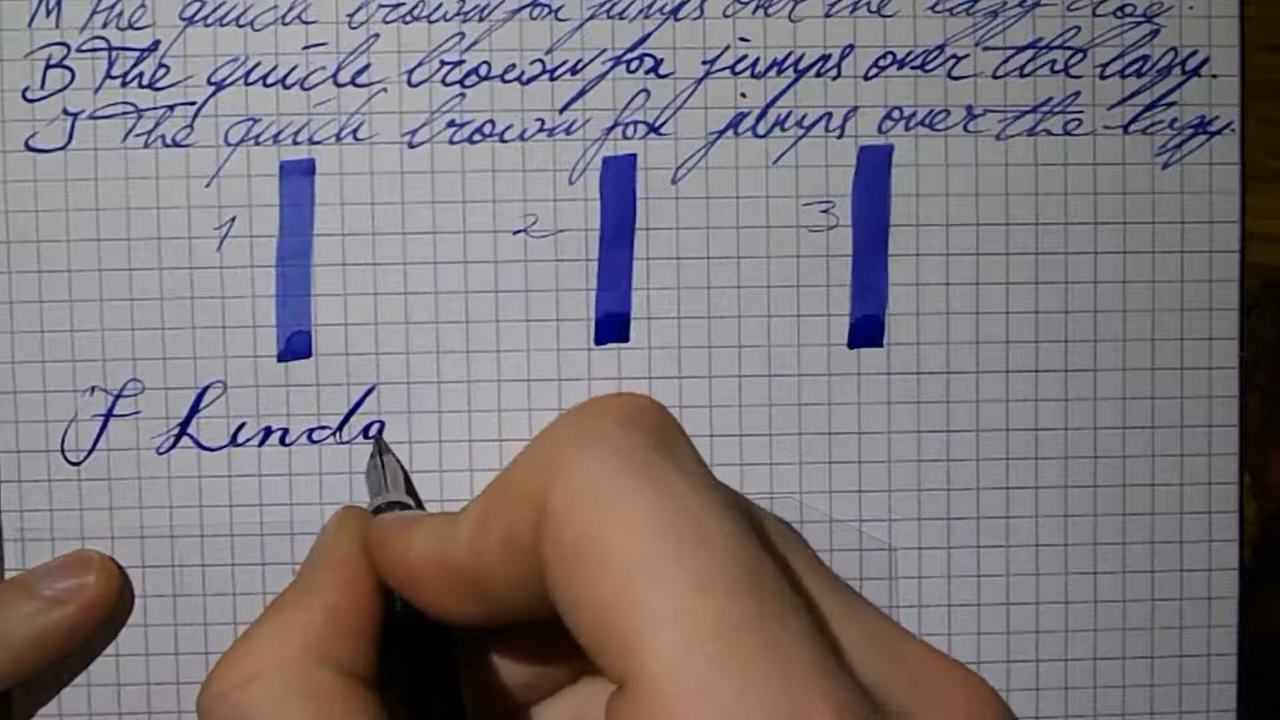 M The quick brown fox jumps over the lazy dog.
B The quick brown fox jumps over the lazy.
J The quick brown fox jumps over the lazy.
1 2 3
F Linda